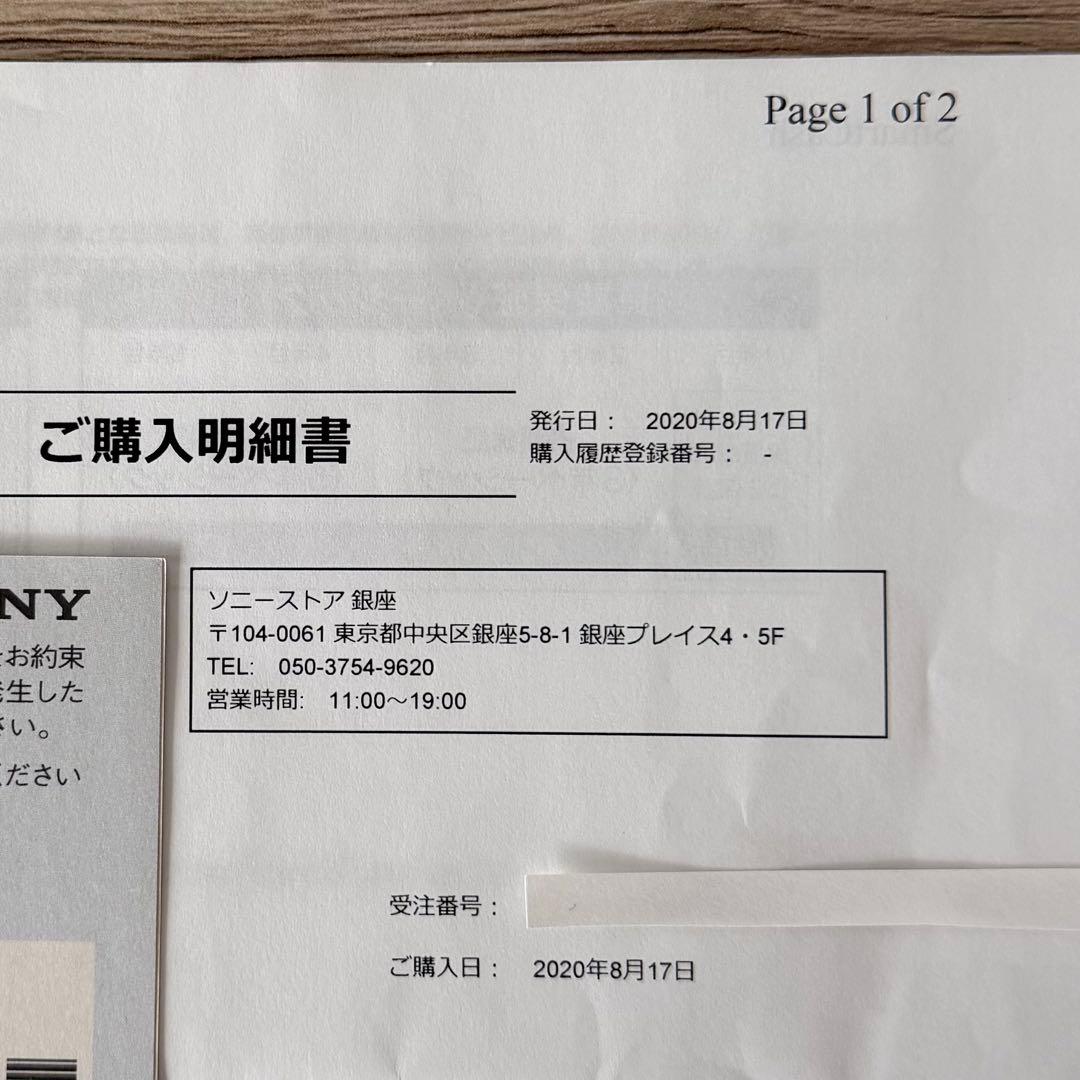 Page 1 of 2
ご購入明細書
発行日： 2020年8月17日
購入履歴登録番号： -
ソニーストア 銀座
〒104-0061 東京都中央区銀座5-8-1 銀座プレイス4・5F
TEL: 050-3754-9620
営業時間: 11:00～19:00
NY
お約束
発生した
さい。
ください
受注番号：
ご購入日： 2020年8月17日